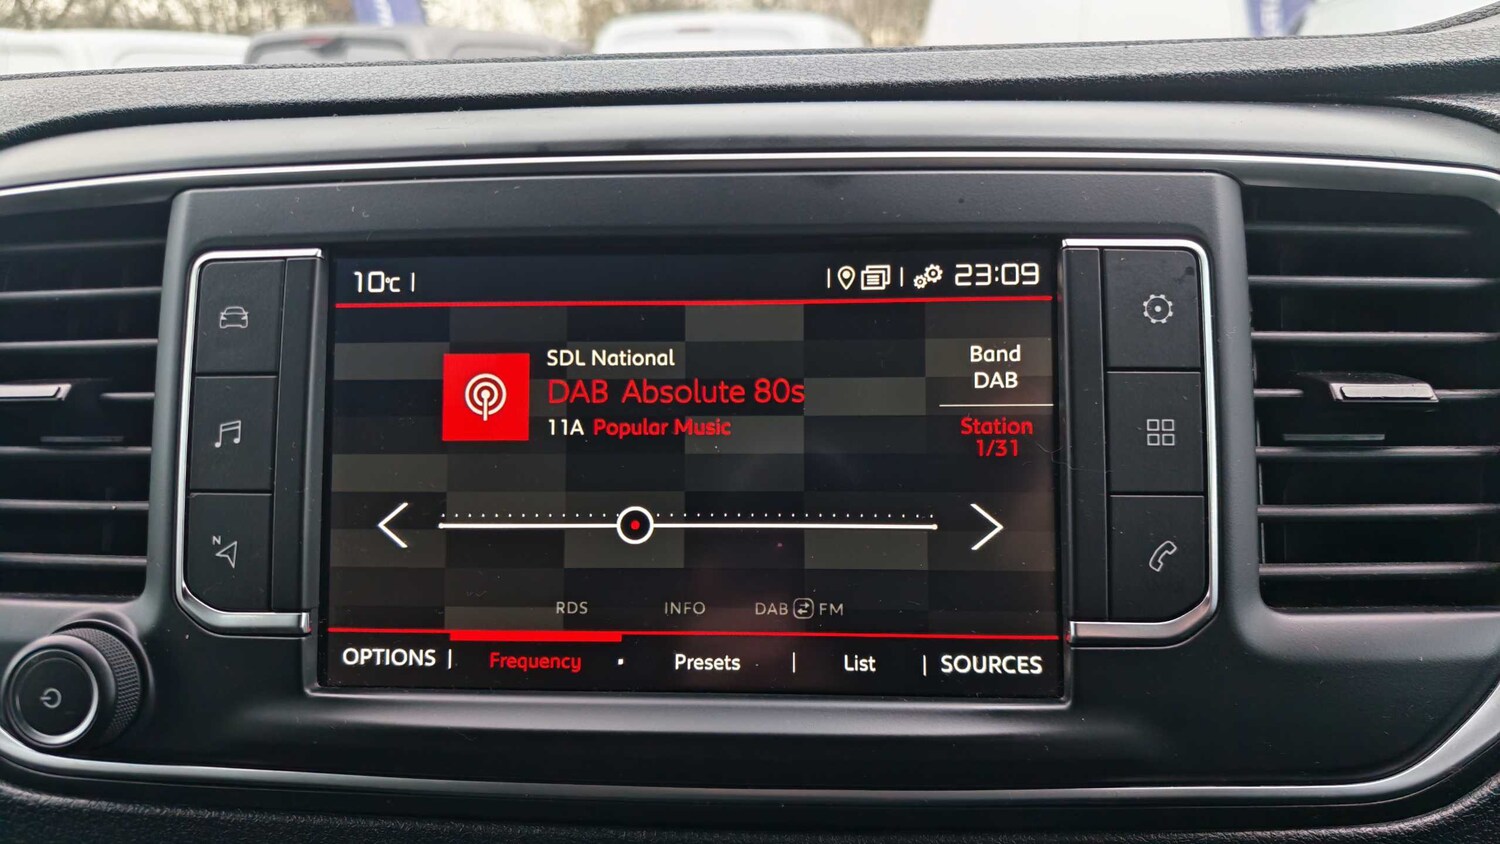 10°C
23:09
SDL National
DAB Absolute 80s
11A Popular Music
Band
DAB
Station
1/31
N
RDS INFO DAB FM
OPTIONS Frequency Presets List SOURCES